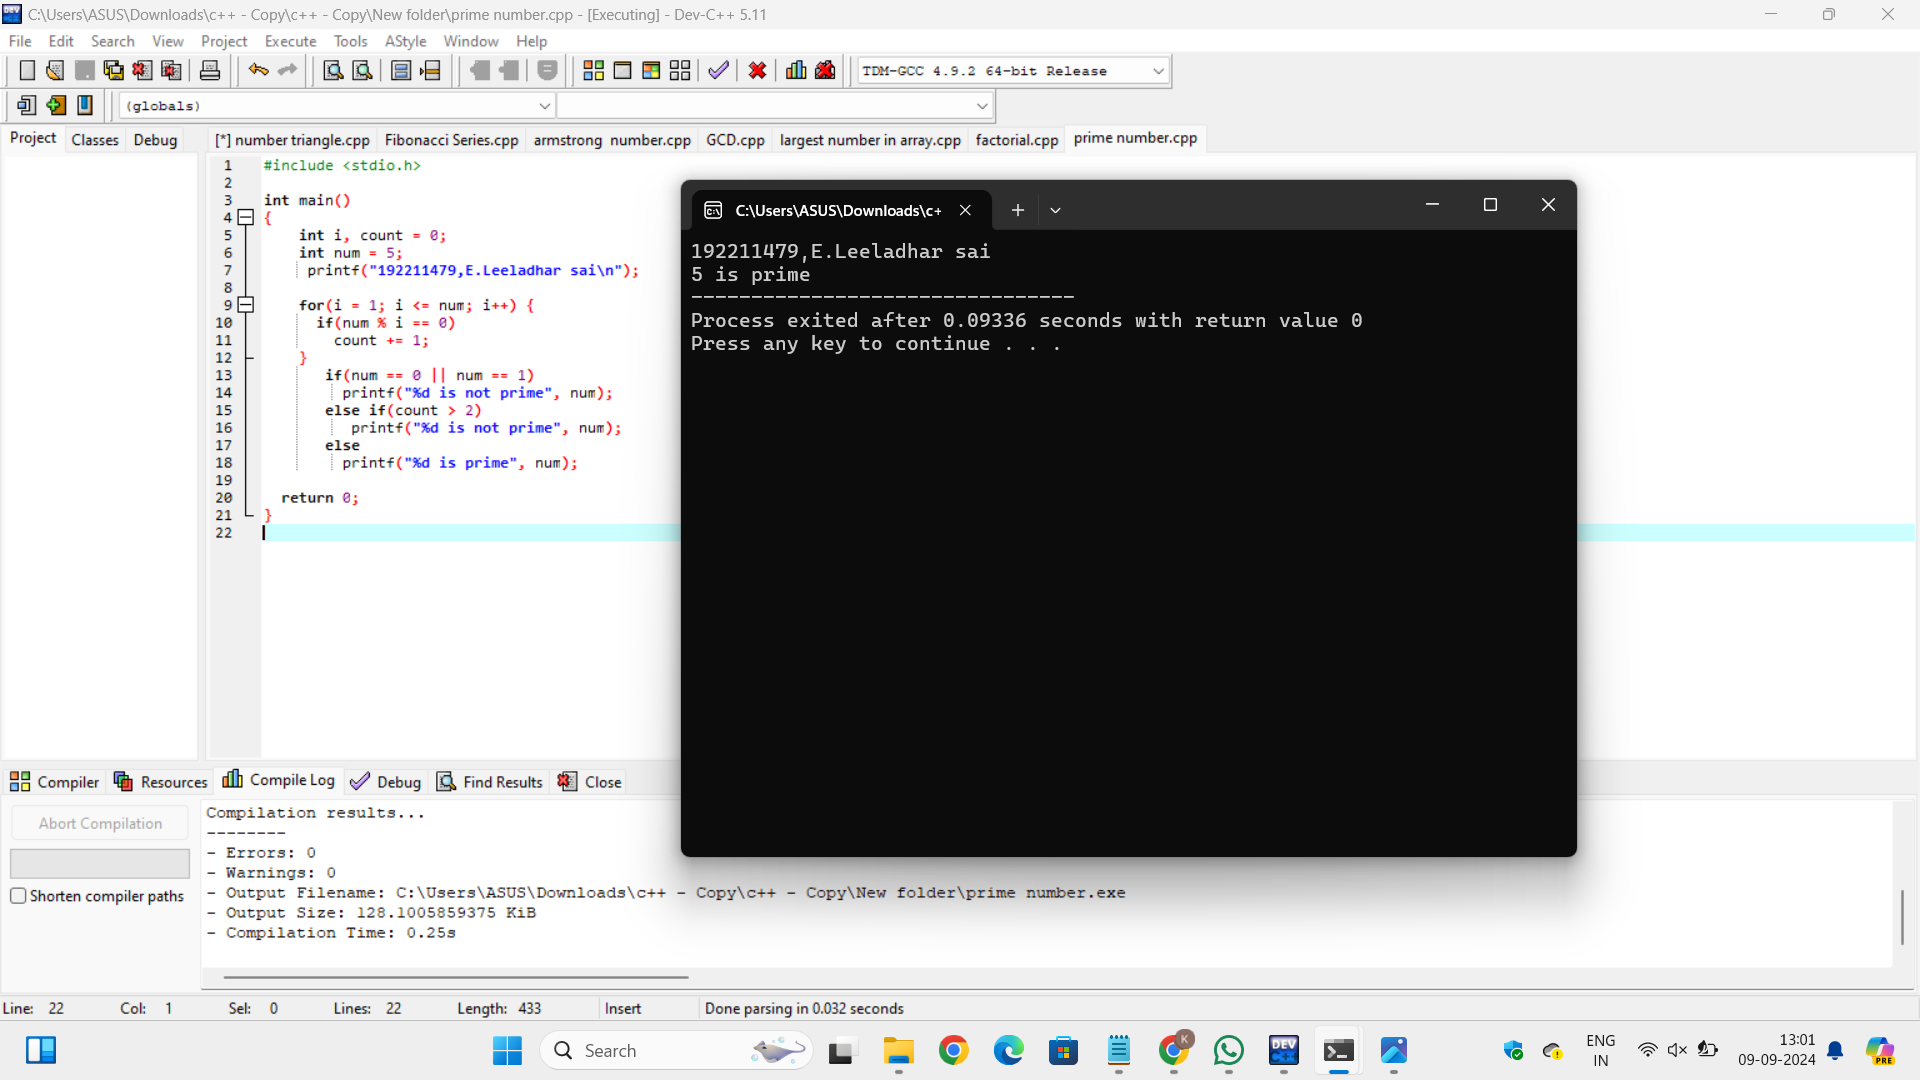 C:\Users\ASUS\Downloads\c++ - Copy\c++ - Copy\New folder\prime number.cpp - [Executing] - Dev-C++ 5.11
File Edit Search View Project Execute Tools AStyle Window Help
TDM-GCC 4.9.2 64-bit Release
(globals)
Project Classes Debug
[*] number triangle.cpp Fibonacci Series.cpp armstrong number.cpp GCD.cpp largest number in array.cpp factorial.cpp prime number.cpp
1 #include <stdio.h>
2
3 int main()
4 {
5 int i, count = 0;
6 int num = 5;
7 printf("192211479,E.Leeladhar sai\n");
8
9 for(i = 1; i <= num; i++) {
10 if(num % i == 0)
11 count += 1;
12 }
13 if(num == 0 || num == 1)
14 printf("%d is not prime", num);
15 else if(count > 2)
16 printf("%d is not prime", num);
17 else
18 printf("%d is prime", num);
19
20 return 0;
21 }
22
C:\Users\ASUS\Downloads\c+
192211479,E.Leeladhar sai
5 is prime
--------------------------------
Process exited after 0.09336 seconds with return value 0
Press any key to continue . . .
Compiler Resources Compile Log Debug Find Results Close
Abort Compilation
Shorten compiler paths
Compilation results...
--------
- Errors: 0
- Warnings: 0
- Output Filename: C:\Users\ASUS\Downloads\c++ - Copy\c++ - Copy\New folder\prime number.exe
- Output Size: 128.1005859375 KiB
- Compilation Time: 0.25s
Line: 22 Col: 1 Sel: 0 Lines: 22 Length: 433 Insert Done parsing in 0.032 seconds
Search
DEV
K
ENG
IN
13:01
09-09-2024
PRE